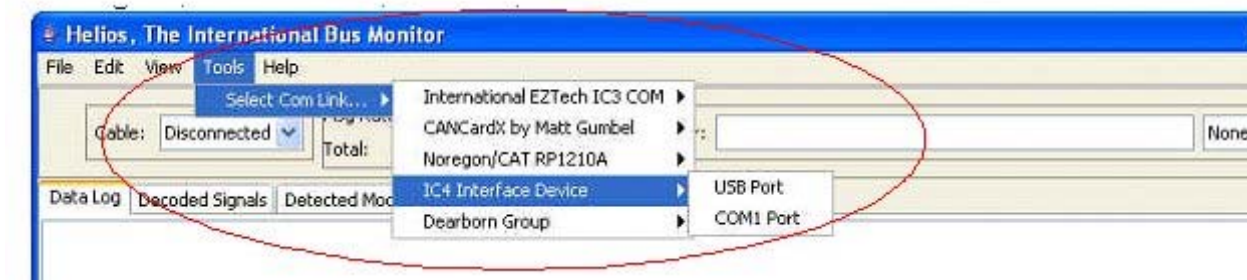 Helios, The International Bus Monitor
File Edit View Tools Help
Select Com Link...
International EZTech IC3 COM
Cable: Disconnected
CANCardX by Matt Gumbel
None
Total:
Noregon/CAT RP1210A
IC4 Interface Device
USB Port
Data Log Decoded Signals Detected Mod
Dearborn Group
COM1 Port